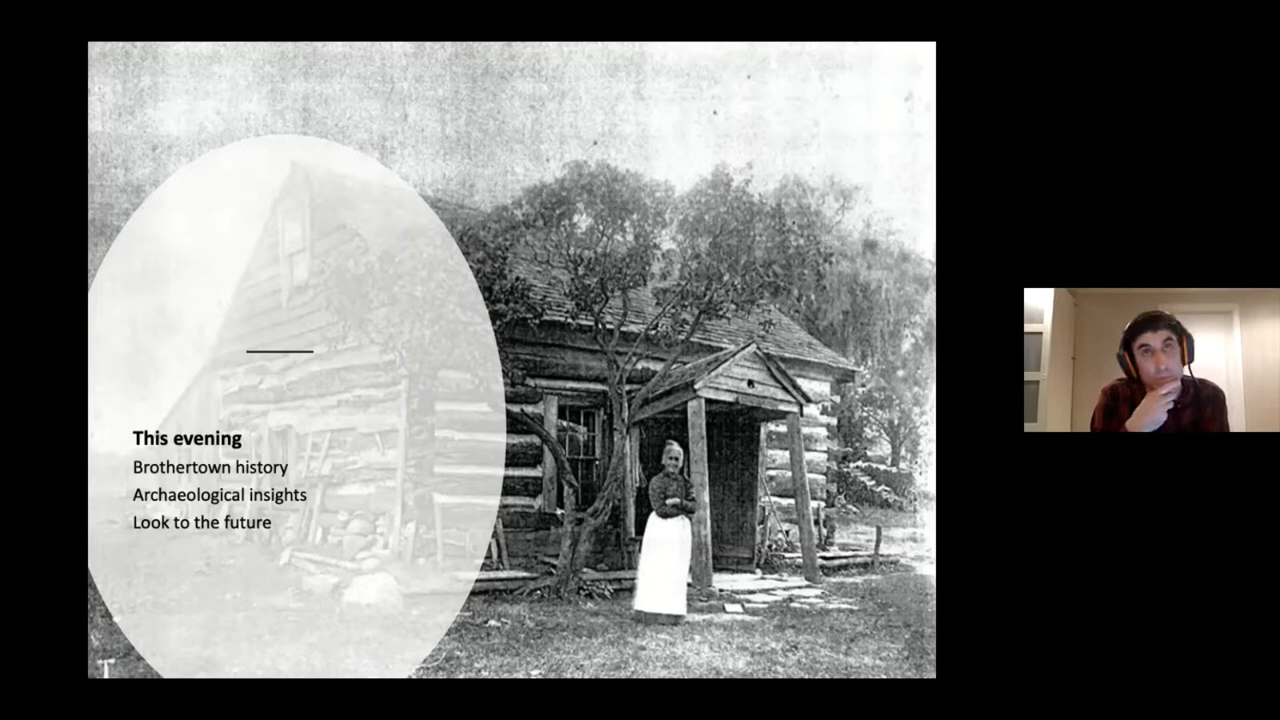 This evening
Brothertown history
Archaeological insights
Look to the future